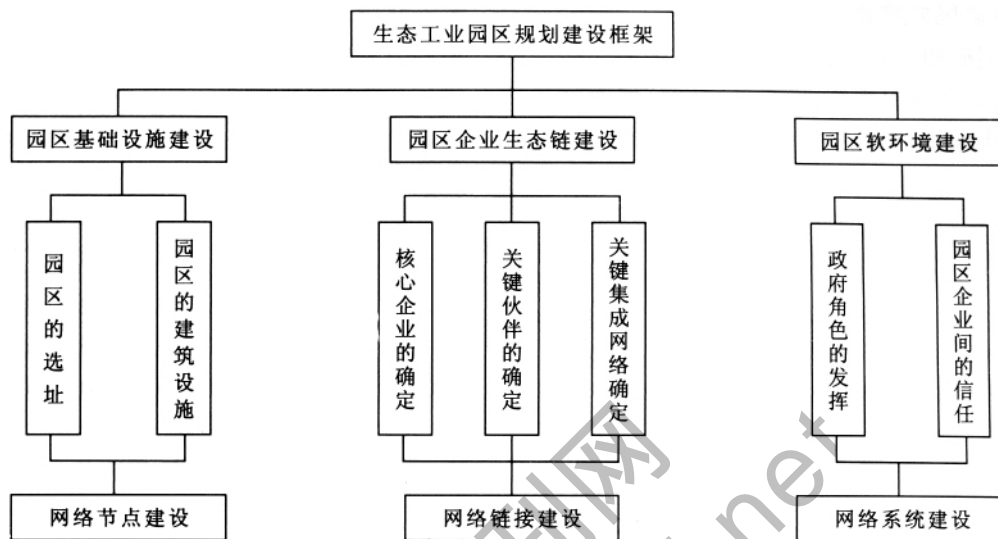 生态工业园区规划建设框架
园区基础设施建设
园区企业生态链建设
园区软环境建设
园区的选址
园区的建筑设施
核心企业的确定
关键伙伴的确定
关键集成网络确定
政府角色的发挥
园区企业间的信任
网络节点建设
网络链接建设
网络系统建设
刊网
.net